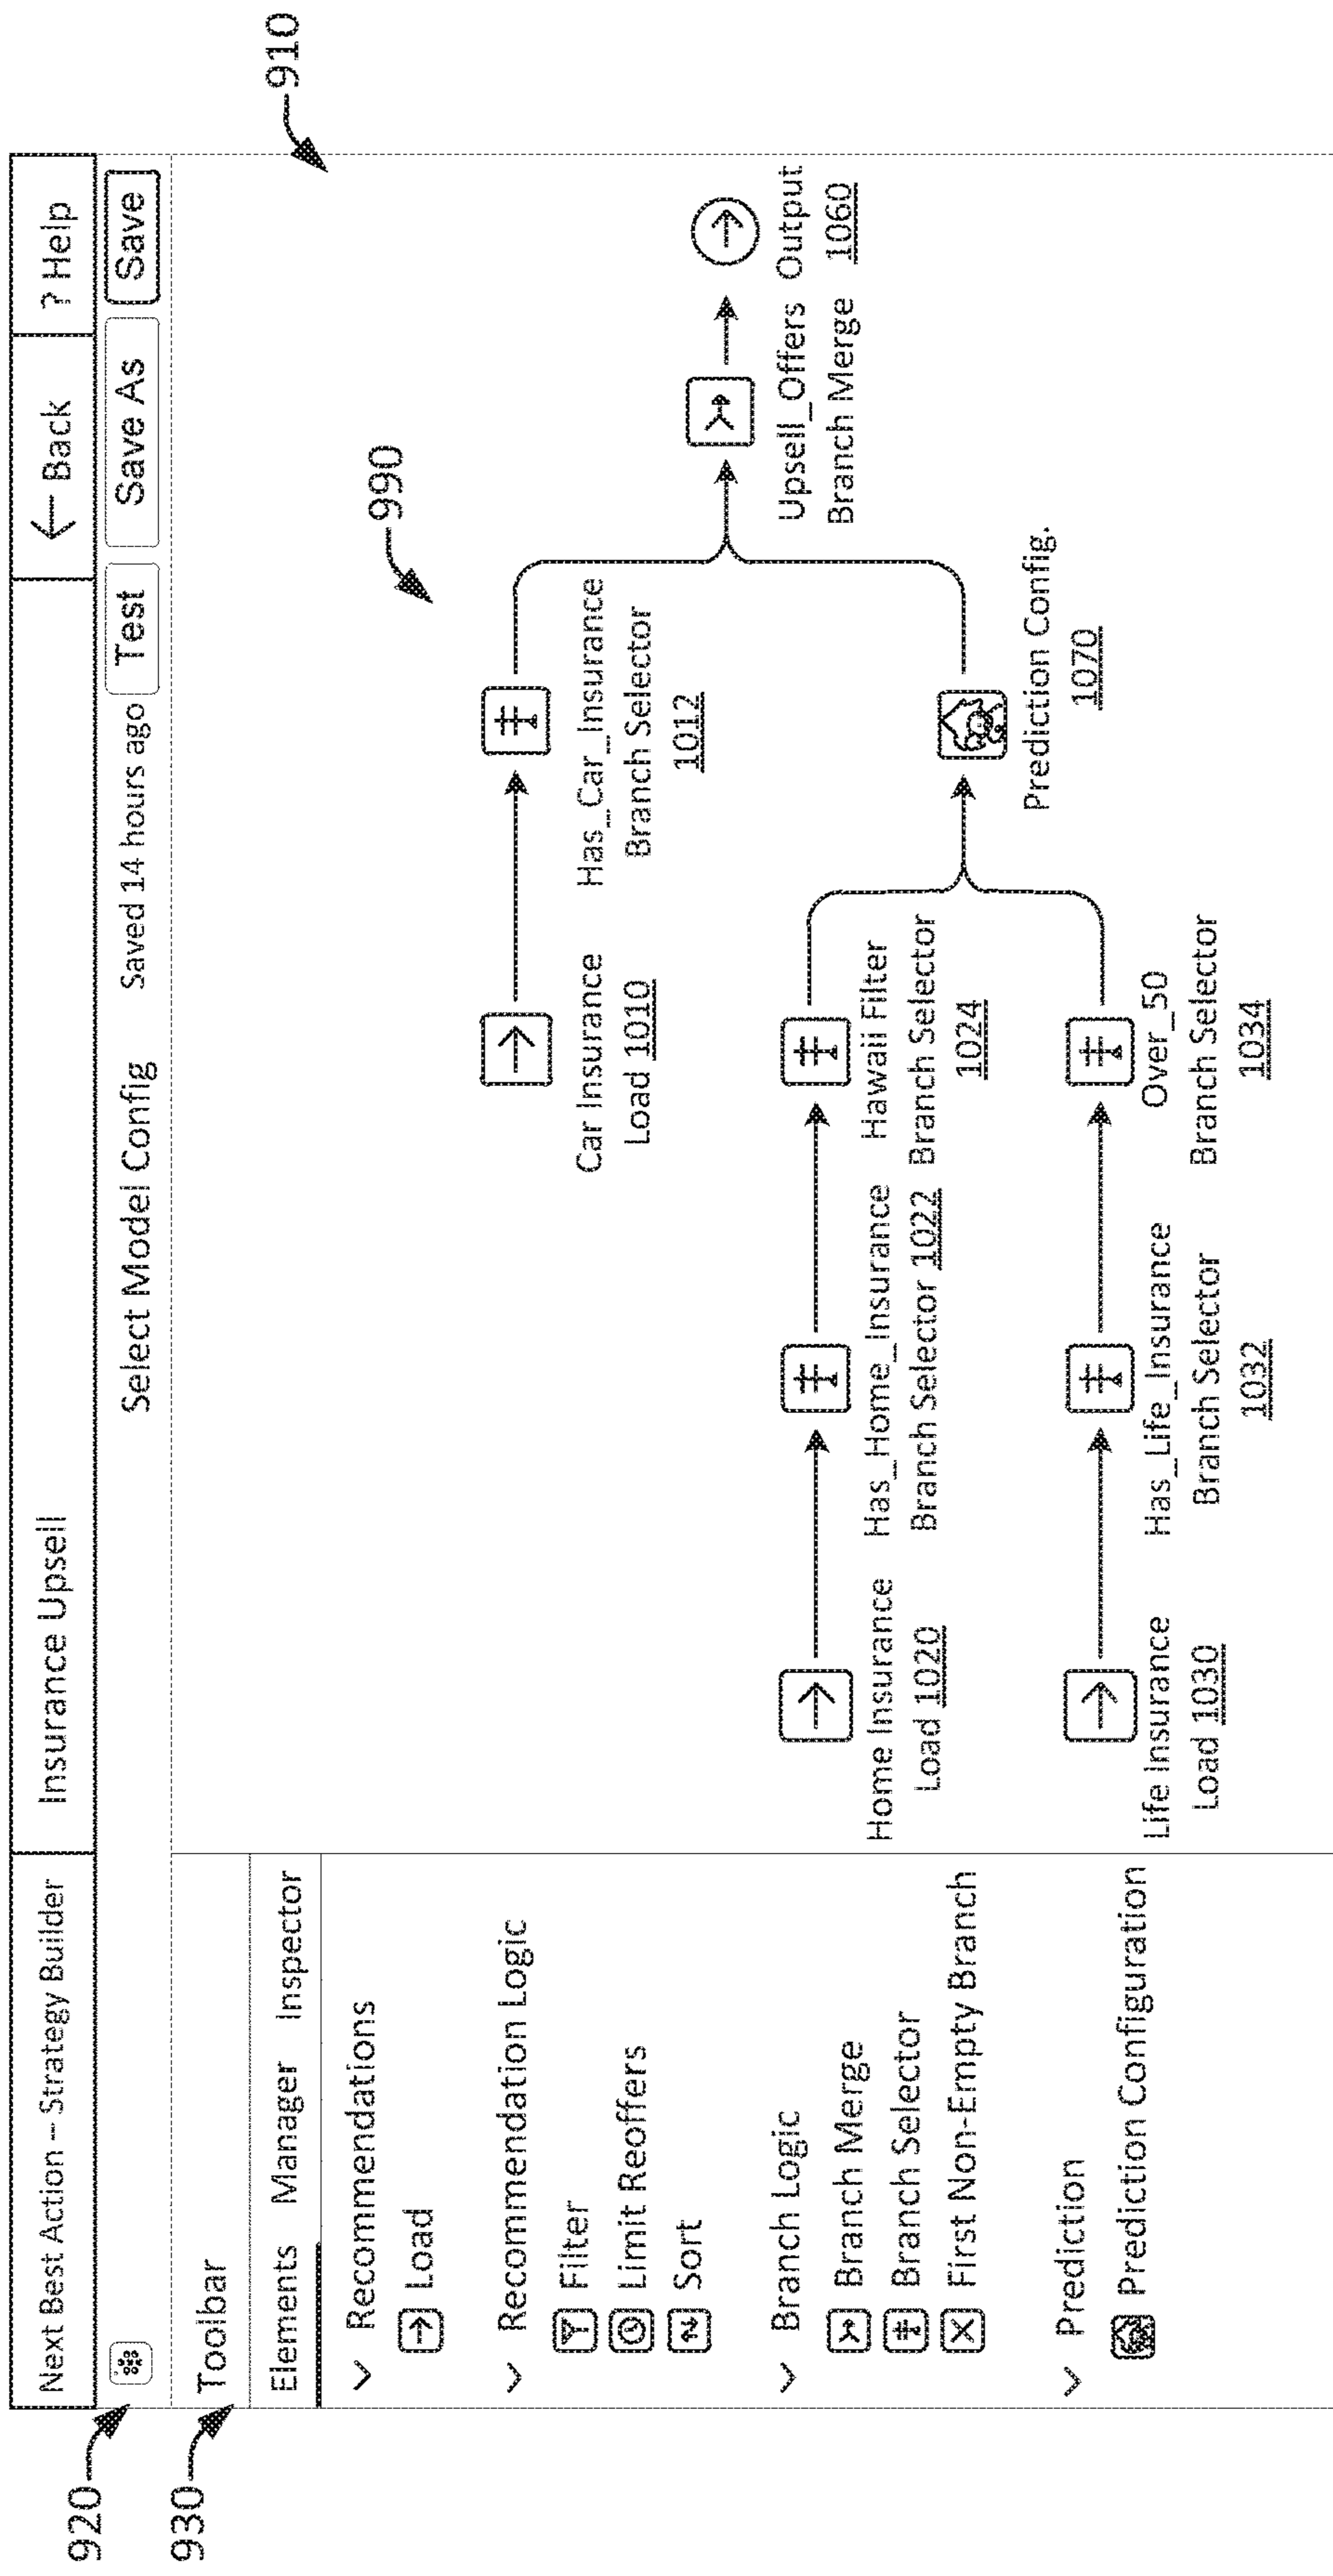 Next Best Action – Strategy Builder
Insurance Upsell
← Back
? Help
920
Select Model Config
Saved 14 hours ago
Test
Save As
Save
910
930
Toolbar
Elements Manager Inspector
Recommendations
Load
Recommendation Logic
Filter
Limit Reoffers
Sort
Branch Logic
Branch Merge
Branch Selector
First Non-Empty Branch
Prediction
Prediction Configuration
990
Car Insurance
Load 1010
Has_Car_Insurance
Branch Selector
1012
Upsell_Offers
Branch Merge
Output
1060
Home Insurance
Load 1020
Has_Home_Insurance
Branch Selector 1022
Hawaii Filter
Branch Selector
1024
Prediction Config.
1070
Life Insurance
Load 1030
Has_Life_Insurance
Branch Selector
1032
Over_50
Branch Selector
1034